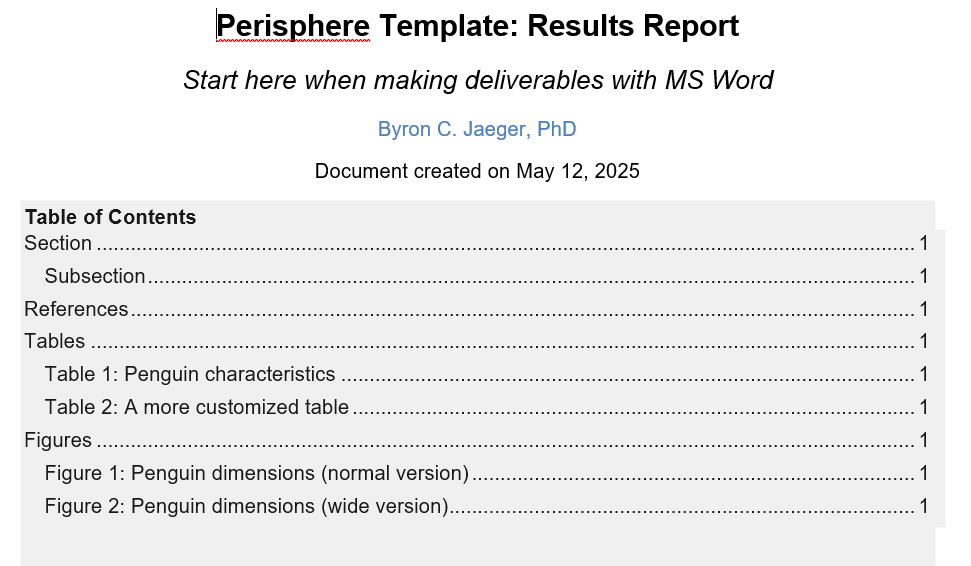 Perisphere Template: Results Report
Start here when making deliverables with MS Word
Byron C. Jaeger, PhD
Document created on May 12, 2025
Table of Contents
Section ........................................................................................................................................ 1
Subsection ................................................................................................................................ 1
References .................................................................................................................................. 1
Tables ......................................................................................................................................... 1
Table 1: Penguin characteristics ............................................................................................... 1
Table 2: A more customized table ............................................................................................. 1
Figures ........................................................................................................................................ 1
Figure 1: Penguin dimensions (normal version) ......................................................................... 1
Figure 2: Penguin dimensions (wide version) ............................................................................. 1